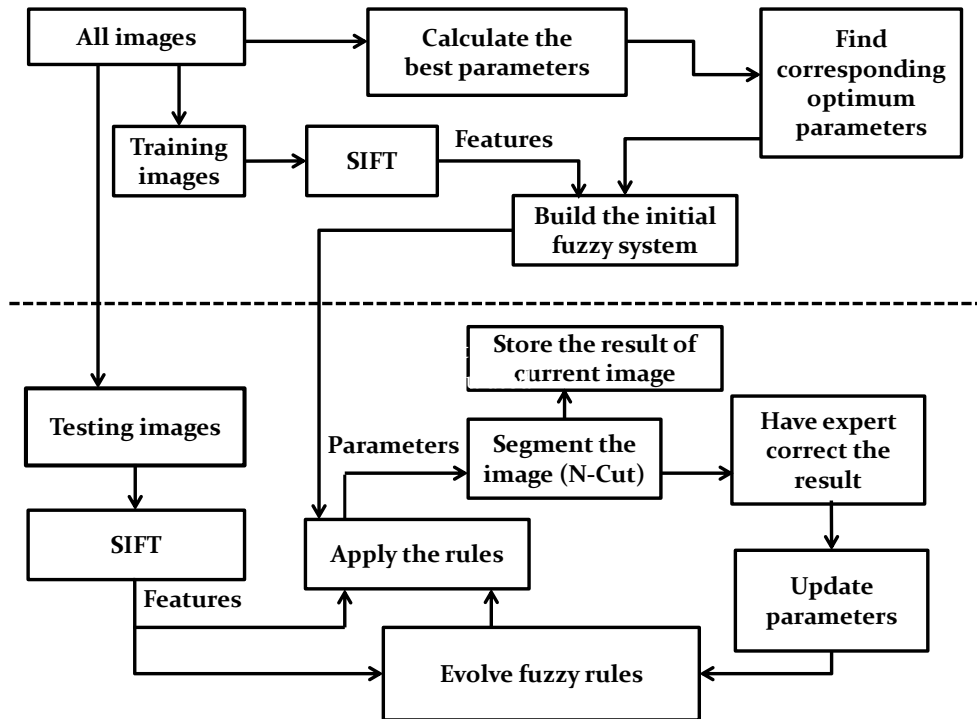 All images
Calculate the
best parameters
Find
corresponding
optimum
parameters
Training
images
SIFT
Features
Build the initial
fuzzy system
Store the result of
current image
Testing images
Parameters
Segment the
image (N-Cut)
Have expert
correct the
result
SIFT
Apply the rules
Features
Update
parameters
Evolve fuzzy rules